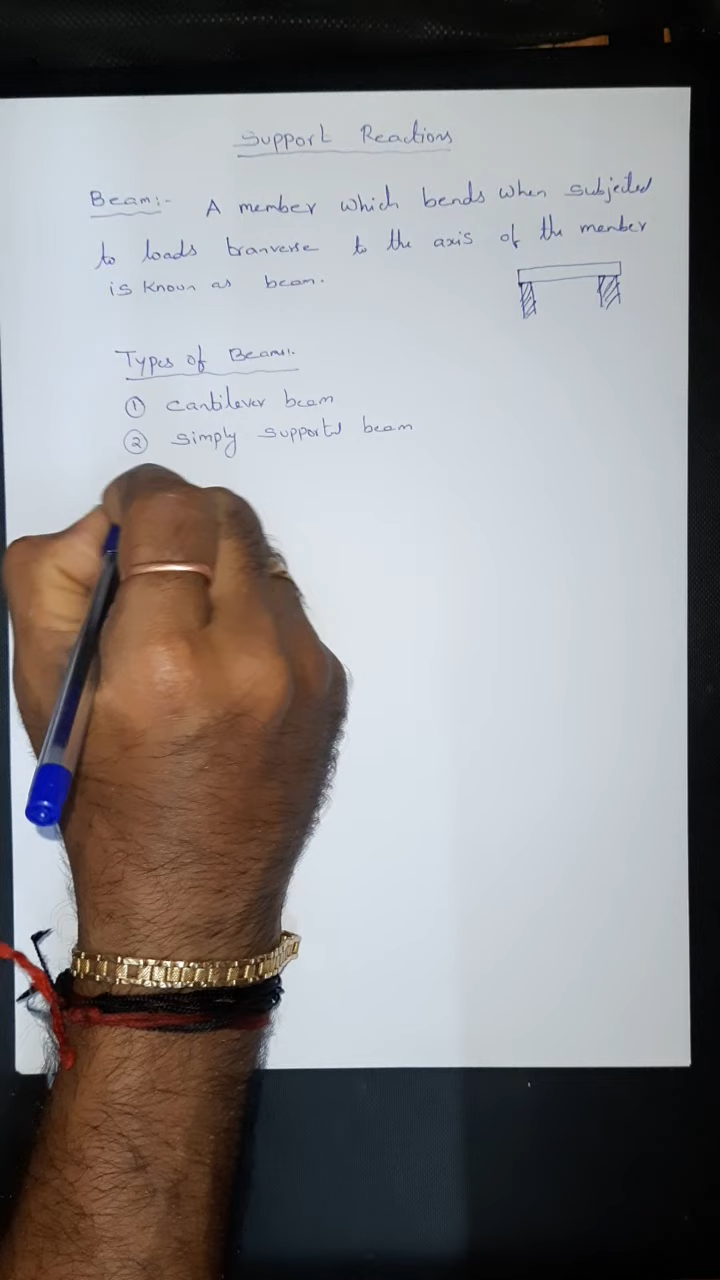 Support Reactions
Beam:- A member which bends when subjected
to loads tranverse to the axis of the member
is known as beam.
Types of Beams:-
① cantilever beam
② simply supported beam